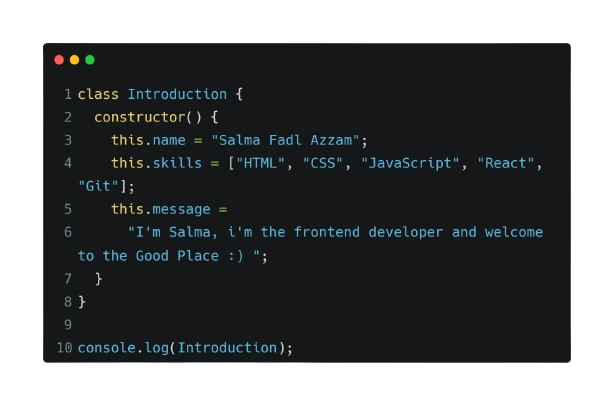 1 class Introduction {
2   constructor() {
3     this.name = "Salma Fadl Azzam";
4     this.skills = ["HTML", "CSS", "JavaScript", "React",
"Git"];
5     this.message =
6       "I'm Salma, i'm the frontend developer and welcome
to the Good Place :) ";
7   }
8 }
9
10 console.log(Introduction);